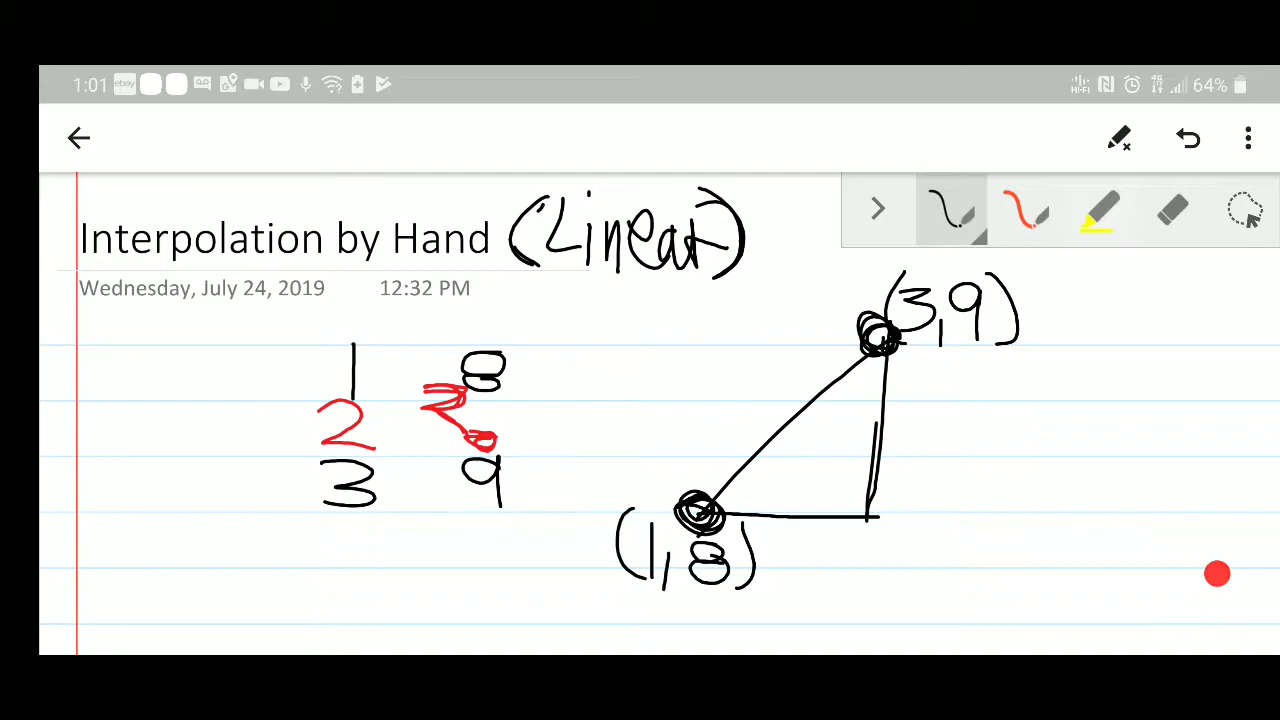 1:01 ebay 64%
Interpolation by Hand (Linear)
Wednesday, July 24, 2019 12:32 PM
(3,9)
1 8
2
3 9
(1,8)